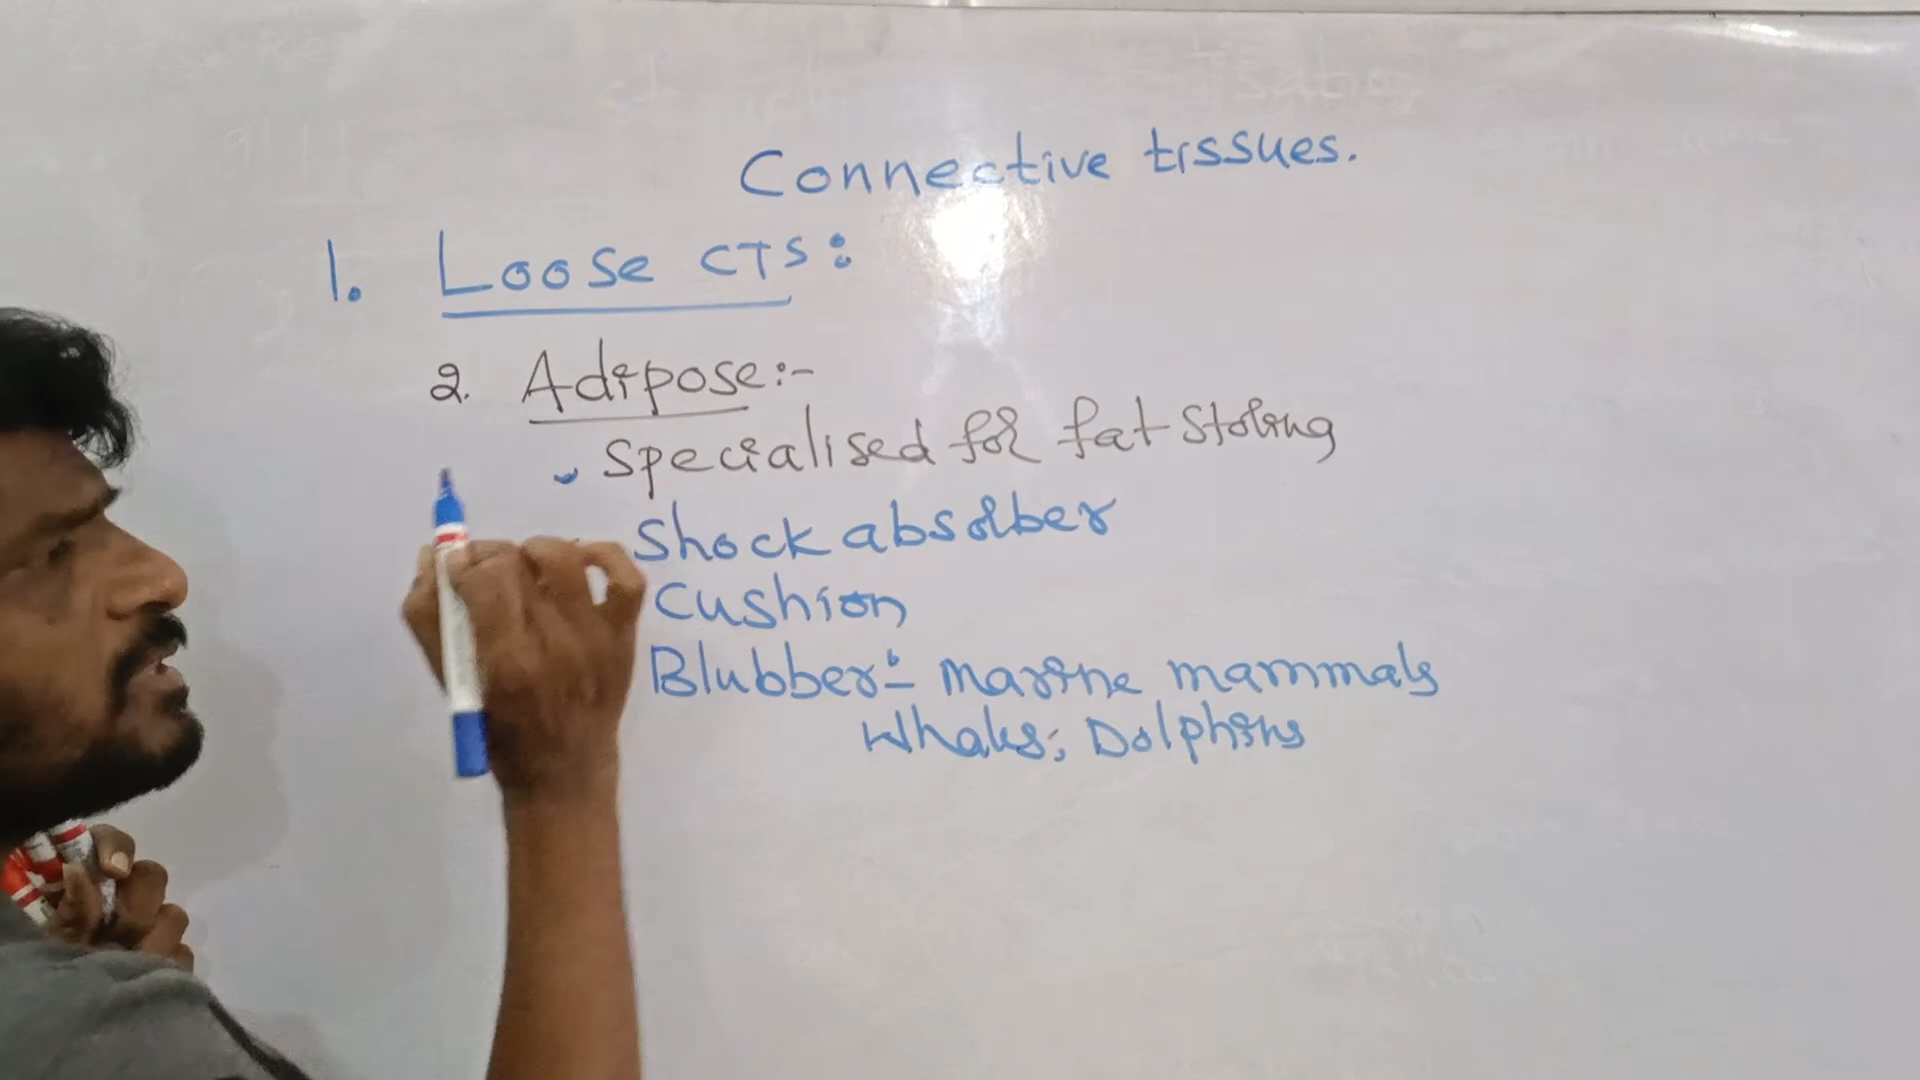 Connective tissues.
1. Loose CTs:
2. Adipose:-
Specialised for fat storing
Shock absorber
Cushion
Blubber:- marine mammals
Whales; Dolphins